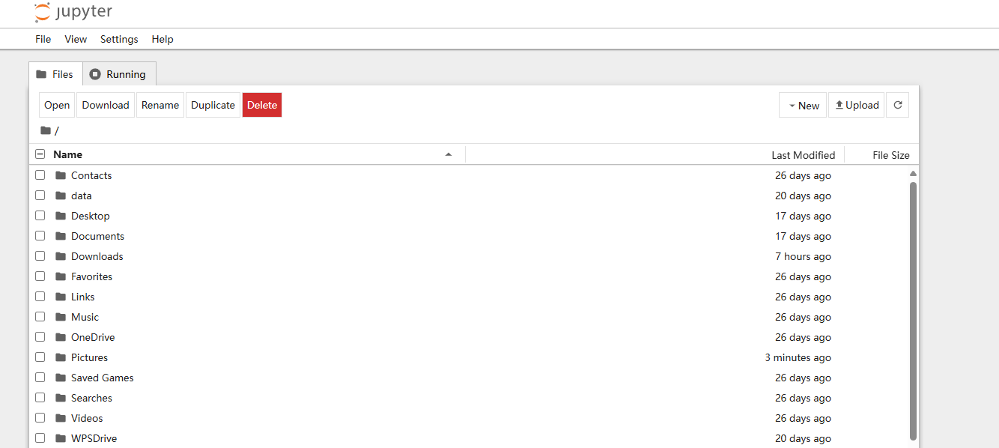 jupyter
File View Settings Help
Files Running
Open Download Rename Duplicate Delete New Upload
/
Name Last Modified File Size
Contacts 26 days ago
data 20 days ago
Desktop 17 days ago
Documents 17 days ago
Downloads 7 hours ago
Favorites 26 days ago
Links 26 days ago
Music 26 days ago
OneDrive 26 days ago
Pictures 3 minutes ago
Saved Games 26 days ago
Searches 26 days ago
Videos 26 days ago
WPSDrive 20 days ago